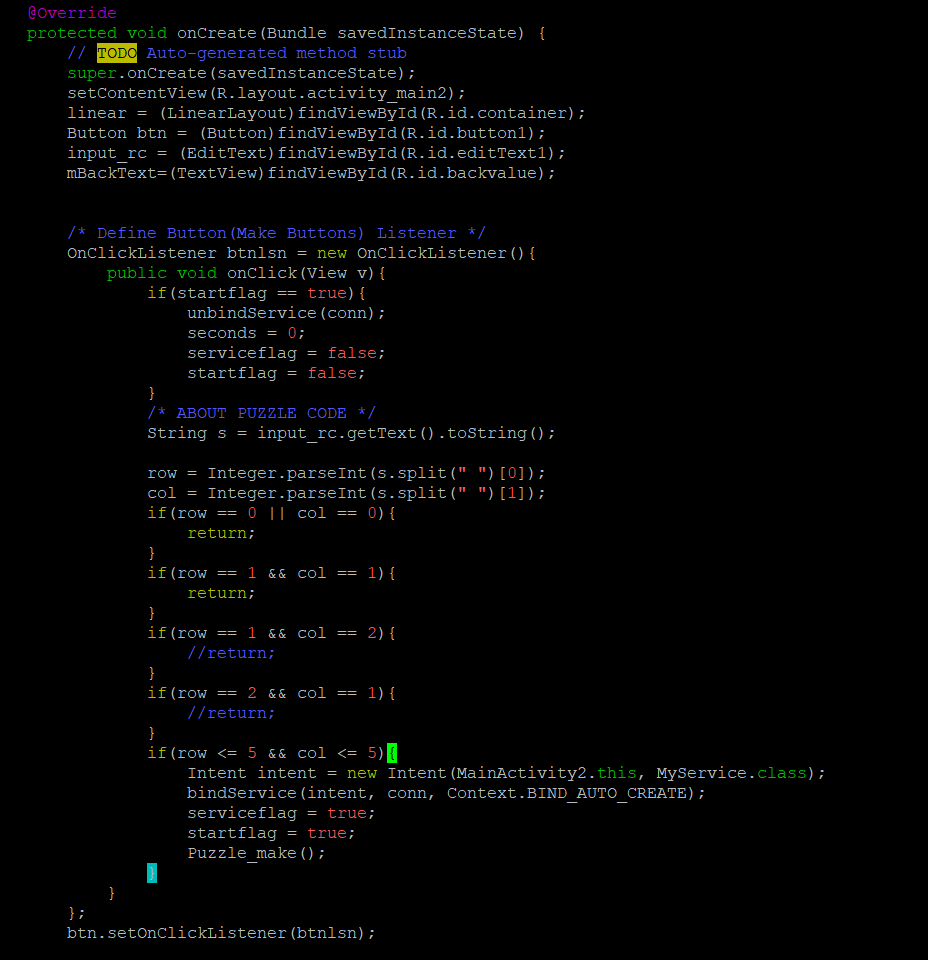 @Override
protected void onCreate(Bundle savedInstanceState) {
// TODO Auto-generated method stub
super.onCreate(savedInstanceState);
setContentView(R.layout.activity_main2);
linear = (LinearLayout)findViewById(R.id.container);
Button btn = (Button)findViewById(R.id.button1);
input_rc = (EditText)findViewById(R.id.editText1);
mBackText=(TextView)findViewById(R.id.backvalue);
/* Define Button(Make Buttons) Listener */
OnClickListener btnlsn = new OnClickListener(){
public void onClick(View v){
if(startflag == true){
unbindService(conn);
seconds = 0;
serviceflag = false;
startflag = false;
}
/* ABOUT PUZZLE CODE */
String s = input_rc.getText().toString();
row = Integer.parseInt(s.split(" ")[0]);
col = Integer.parseInt(s.split(" ")[1]);
if(row == 0 || col == 0){
return;
}
if(row == 1 && col == 1){
return;
}
if(row == 1 && col == 2){
//return;
}
if(row == 2 && col == 1){
//return;
}
if(row <= 5 && col <= 5){
Intent intent = new Intent(MainActivity2.this, MyService.class);
bindService(intent, conn, Context.BIND_AUTO_CREATE);
serviceflag = true;
startflag = true;
Puzzle_make();
}
}
};
btn.setOnClickListener(btnlsn);